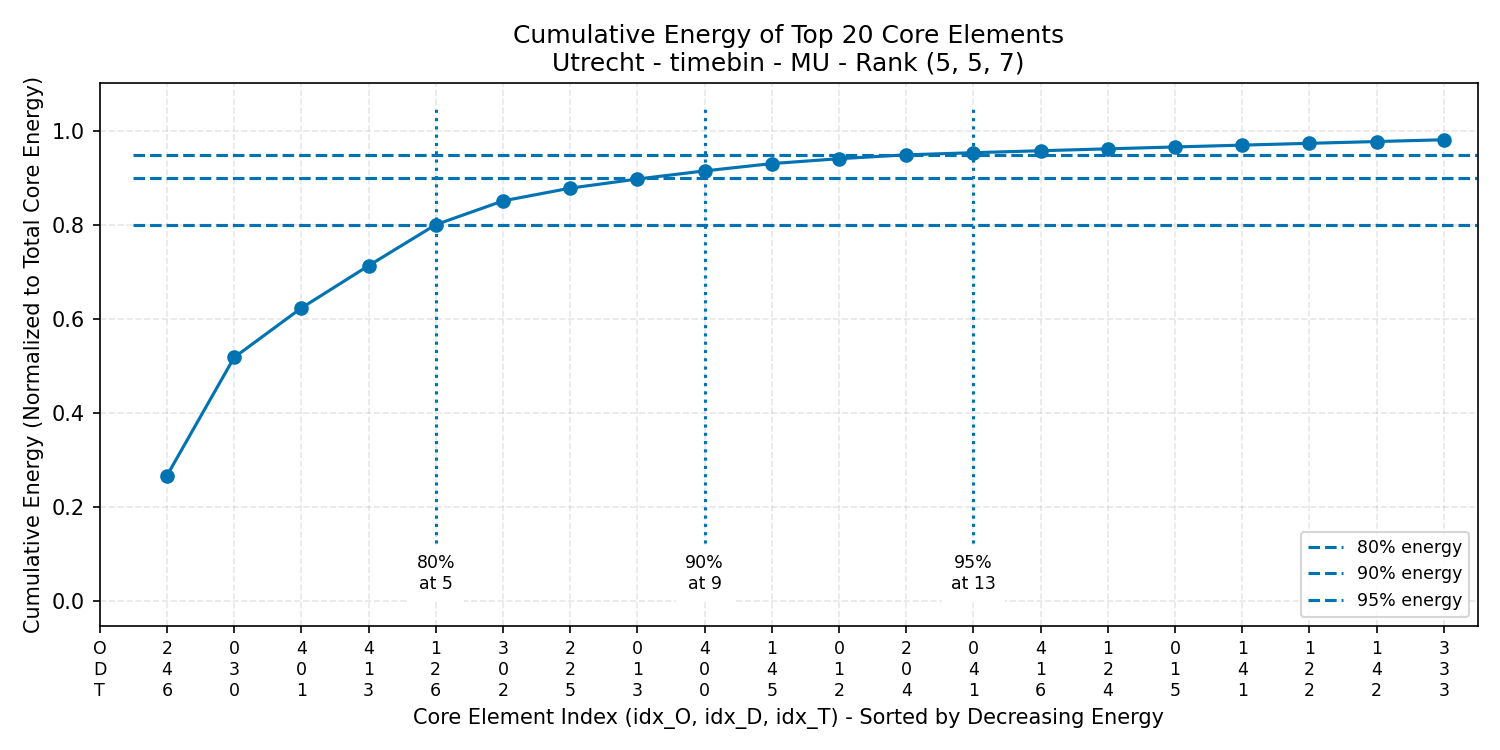 Cumulative Energy of Top 20 Core Elements
Utrecht - timebin - MU - Rank (5, 5, 7)
Cumulative Energy (Normalized to Total Core Energy)
1.0
0.8
0.6
0.4
0.2
0.0
80%
at 5
90%
at 9
95%
at 13
80% energy
90% energy
95% energy
O 2 0 4 4 1 3 2 0 4 1 0 2 0 4 1 0 1 1 1 3
D 4 3 0 1 2 0 2 1 0 4 1 0 4 1 2 1 4 2 4 3
T 6 0 1 3 6 2 5 3 0 5 2 4 1 6 4 5 1 2 2 3
Core Element Index (idx_O, idx_D, idx_T) - Sorted by Decreasing Energy